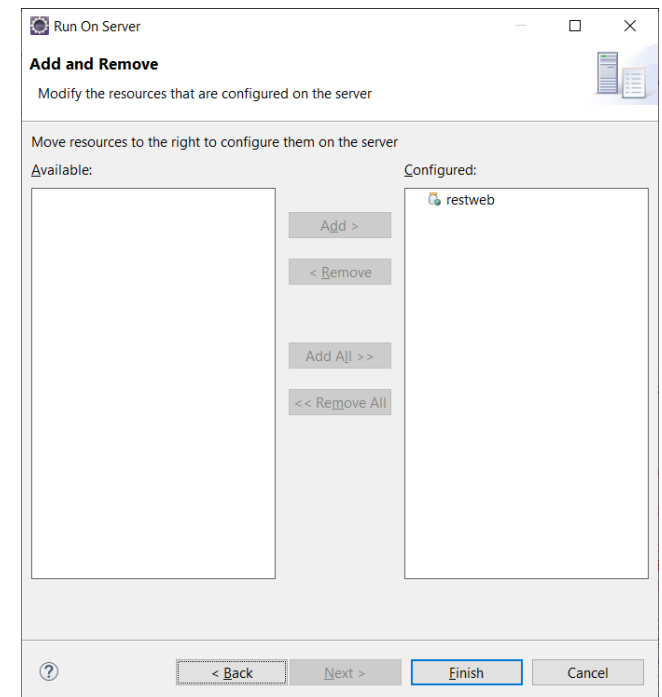 Run On Server
Add and Remove
Modify the resources that are configured on the server
Move resources to the right to configure them on the server
Available:
Configured:
restweb
Add >
< Remove
Add All >>
<< Remove All
?
< Back
Next >
Finish
Cancel